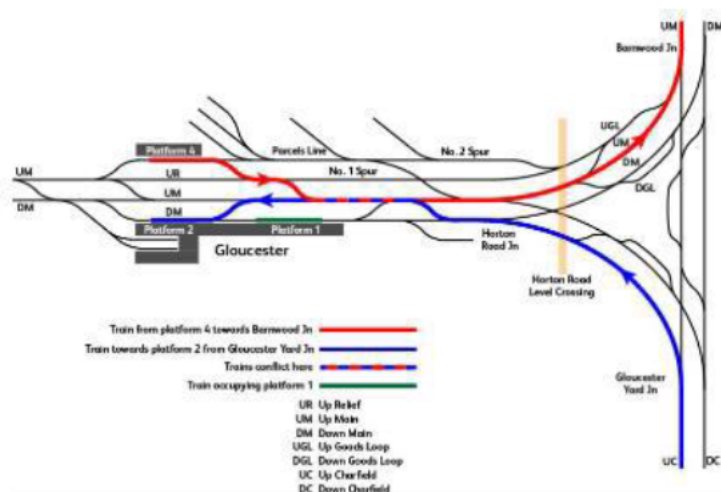 UM
DM
Barnwood Jn
UGL
UM
DM
DGL
Platform 4
Parcels Line
No. 2 Spur
UM
UR
No. 1 Spur
UM
DM
DM
Platform 2
Platform 1
Gloucester
Horton
Road Jn
Horton Road
Level Crossing
Train from platform 4 towards Barnwood Jn
Train towards platform 2 from Gloucester Yard Jn
Trains conflict here
Train occupying platform 1
Gloucester
Yard Jn
UR Up Relief
UM Up Main
DM Down Main
UGL Up Goods Loop
DGL Down Goods Loop
UC Up Charfield
DC Down Charfield
UC
DC